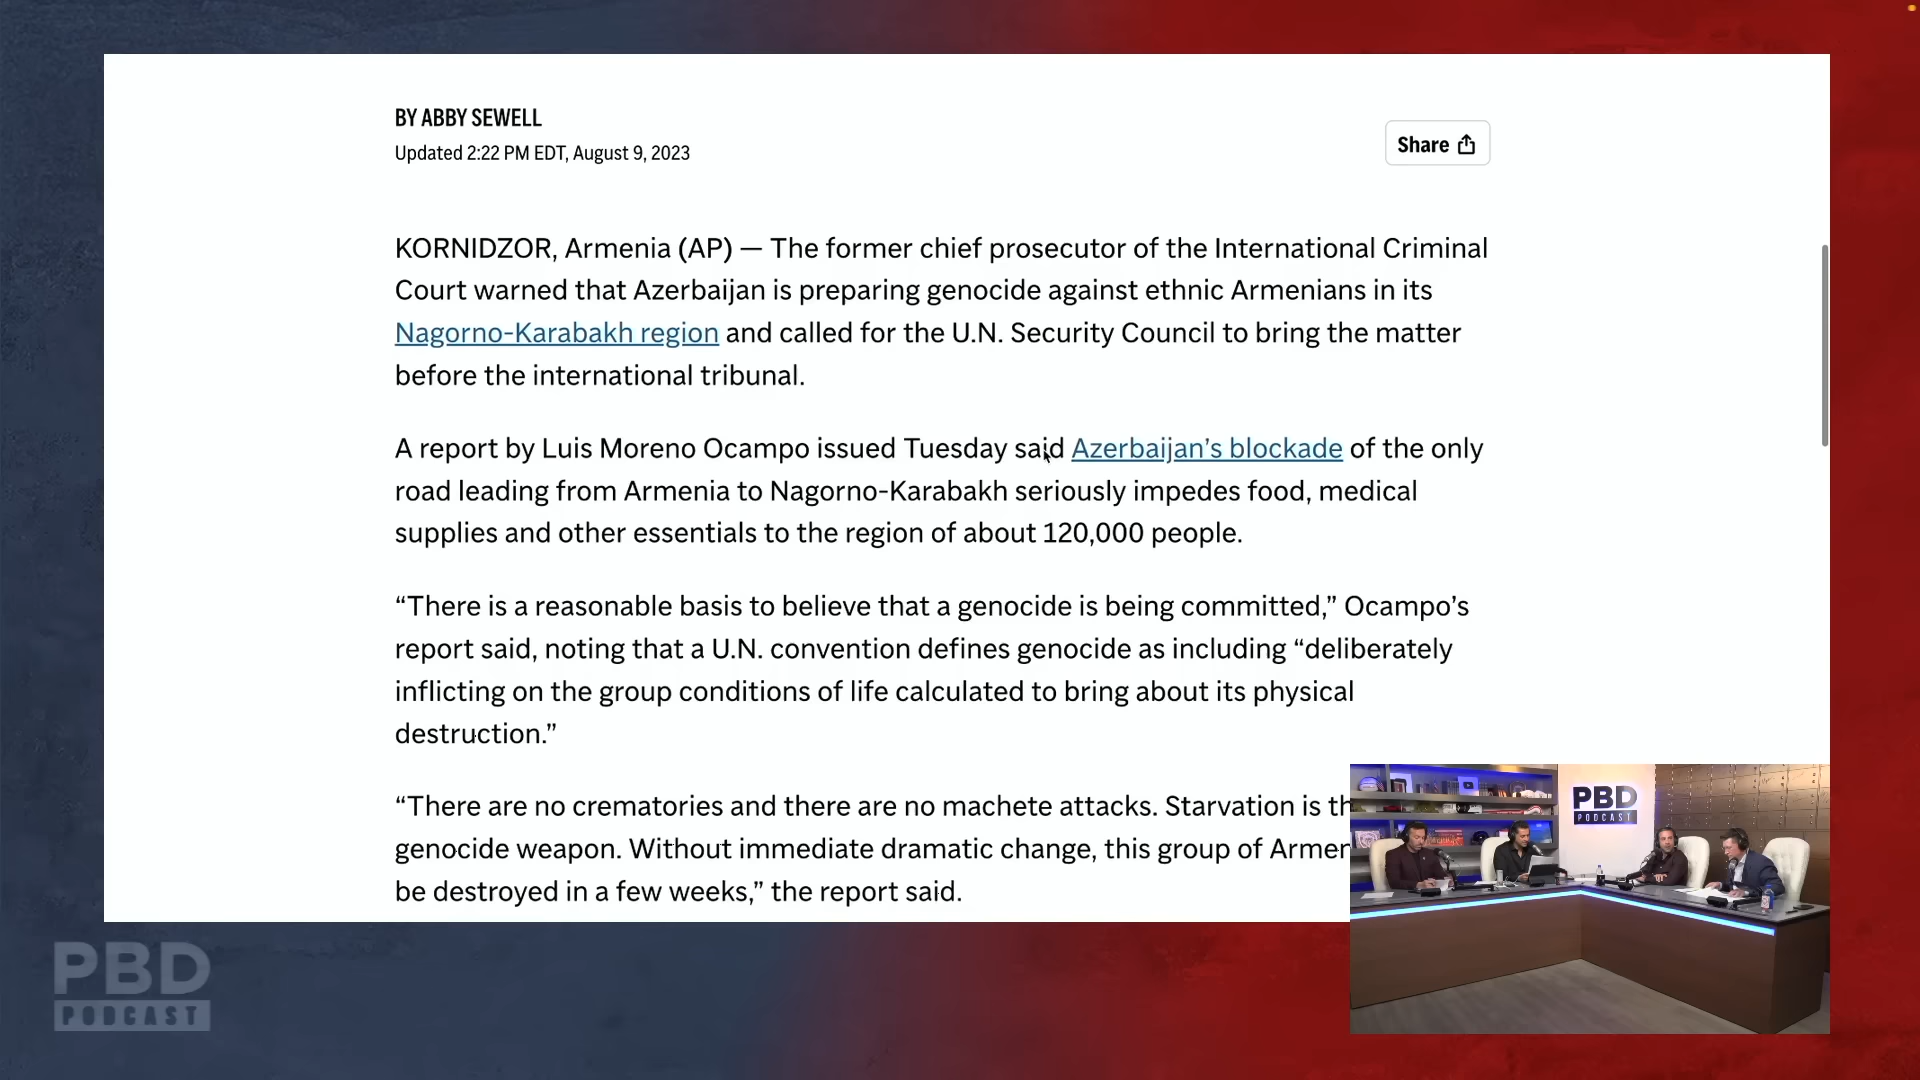 BY ABBY SEWELL
Updated 2:22 PM EDT, August 9, 2023
Share
KORNIDZOR, Armenia (AP) — The former chief prosecutor of the International Criminal
Court warned that Azerbaijan is preparing genocide against ethnic Armenians in its
Nagorno-Karabakh region and called for the U.N. Security Council to bring the matter
before the international tribunal.
A report by Luis Moreno Ocampo issued Tuesday said Azerbaijan’s blockade of the only
road leading from Armenia to Nagorno-Karabakh seriously impedes food, medical
supplies and other essentials to the region of about 120,000 people.
“There is a reasonable basis to believe that a genocide is being committed,” Ocampo’s
report said, noting that a U.N. convention defines genocide as including “deliberately
inflicting on the group conditions of life calculated to bring about its physical
destruction.”
“There are no crematories and there are no machete attacks. Starvation is th
genocide weapon. Without immediate dramatic change, this group of Armen
be destroyed in a few weeks,” the report said.
PBD
PODCAST
PBD
PODCAST